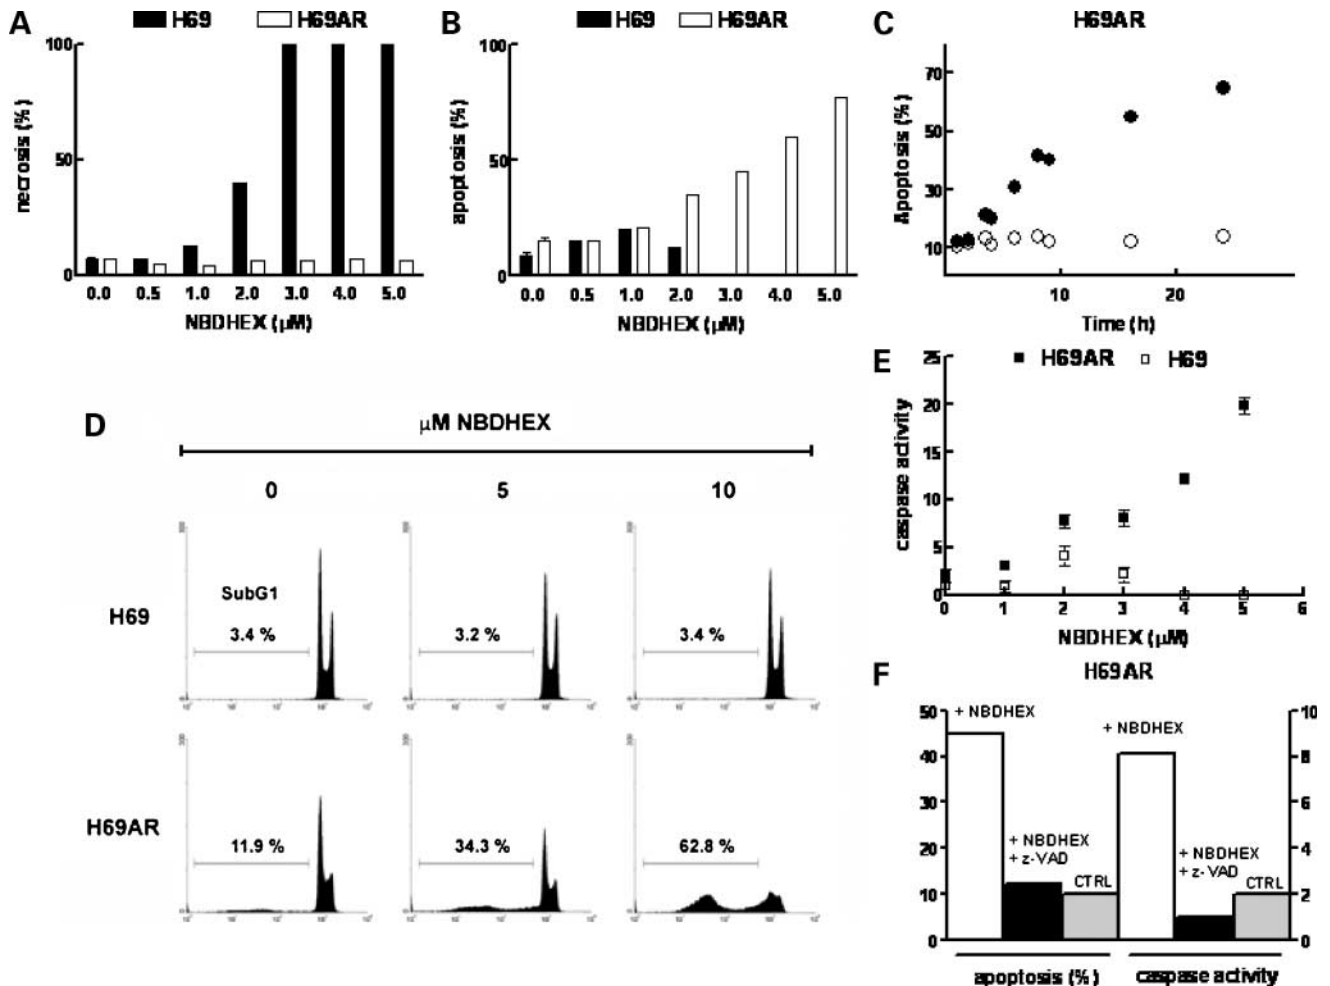 A
H69
H69AR
100
50
0
necrosis (%)
0.0 0.5 1.0 2.0 3.0 4.0 5.0
NBDHEX (μM)
B
H69
H69AR
100
50
0
apoptosis (%)
0.0 0.5 1.0 2.0 3.0 4.0 5.0
NBDHEX (μM)
C
H69AR
70
50
30
10
Apoptosis (%)
10 20
Time (h)
D
μM NBDHEX
0 5 10
H69
SubG1
3.4 % 3.2 % 3.4 %
H69AR
11.9 % 34.3 % 62.8 %
E
H69AR
H69
25
20
15
10
5
0
caspase activity
0 1 2 3 4 5 6
NBDHEX (μM)
F
H69AR
50
40
30
20
10
0
+ NBDHEX
+ NBDHEX
+ z-VAD
CTRL
+ NBDHEX
+ NBDHEX
+ z-VAD
CTRL
10
8
6
4
2
0
apoptosis (%)
caspase activity